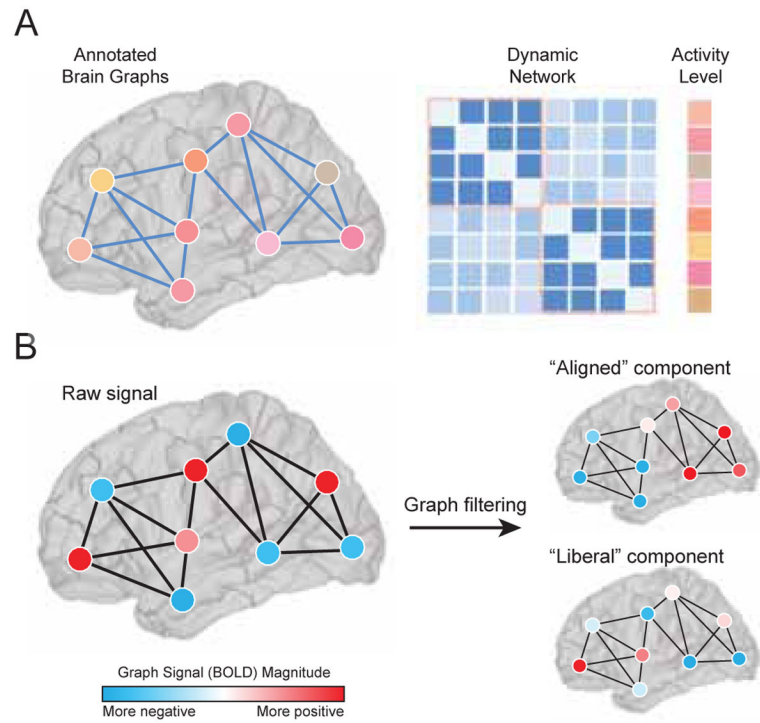 A
Annotated
Brain Graphs
Dynamic
Network
Activity
Level
B
Raw signal
Graph filtering
“Aligned” component
“Liberal” component
Graph Signal (BOLD) Magnitude
More negative
More positive